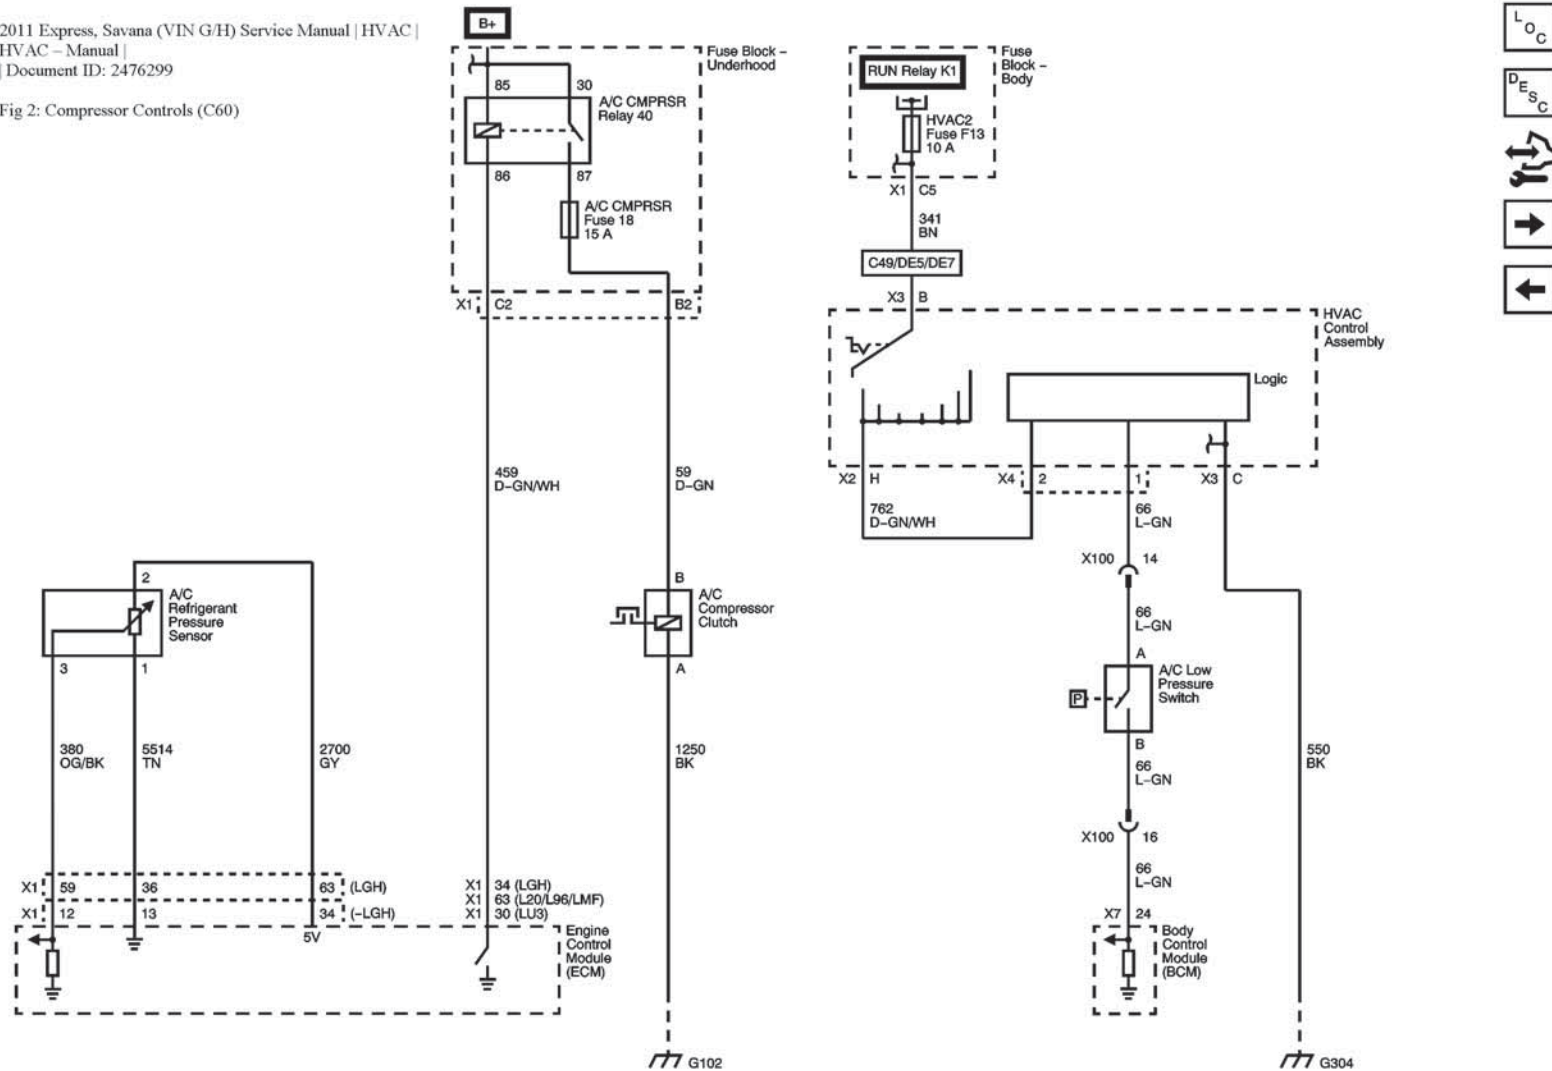 2011 Express, Savana (VIN G/H) Service Manual | HVAC |
HVAC – Manual |
| Document ID: 2476299
Fig 2: Compressor Controls (C60)
B+
Fuse Block –
Underhood
85
30
A/C CMPRSR
Relay 40
86
87
A/C CMPRSR
Fuse 18
15 A
X1
C2
B2
459
D-GN/WH
59
D-GN
RUN Relay K1
Fuse
Block –
Body
HVAC2
Fuse F13
10 A
X1
C5
341
BN
C49/DE5/DE7
X3
B
HVAC
Control
Assembly
Logic
X2
H
X4
2
1
X3
C
762
D-GN/WH
66
L-GN
X100
14
66
L-GN
A
A/C Low
Pressure
Switch
P
B
66
L-GN
X100
16
66
L-GN
X7
24
Body
Control
Module
(BCM)
550
BK
G304
2
A/C
Refrigerant
Pressure
Sensor
3
1
380
OG/BK
5514
TN
2700
GY
B
A/C
Compressor
Clutch
A
1250
BK
X1
59
36
63
(LGH)
X1
12
13
34
(-LGH)
5V
X1
34 (LGH)
X1
63 (L20/L96/LMF)
X1
30 (LU3)
Engine
Control
Module
(ECM)
G102
LOC
DESC